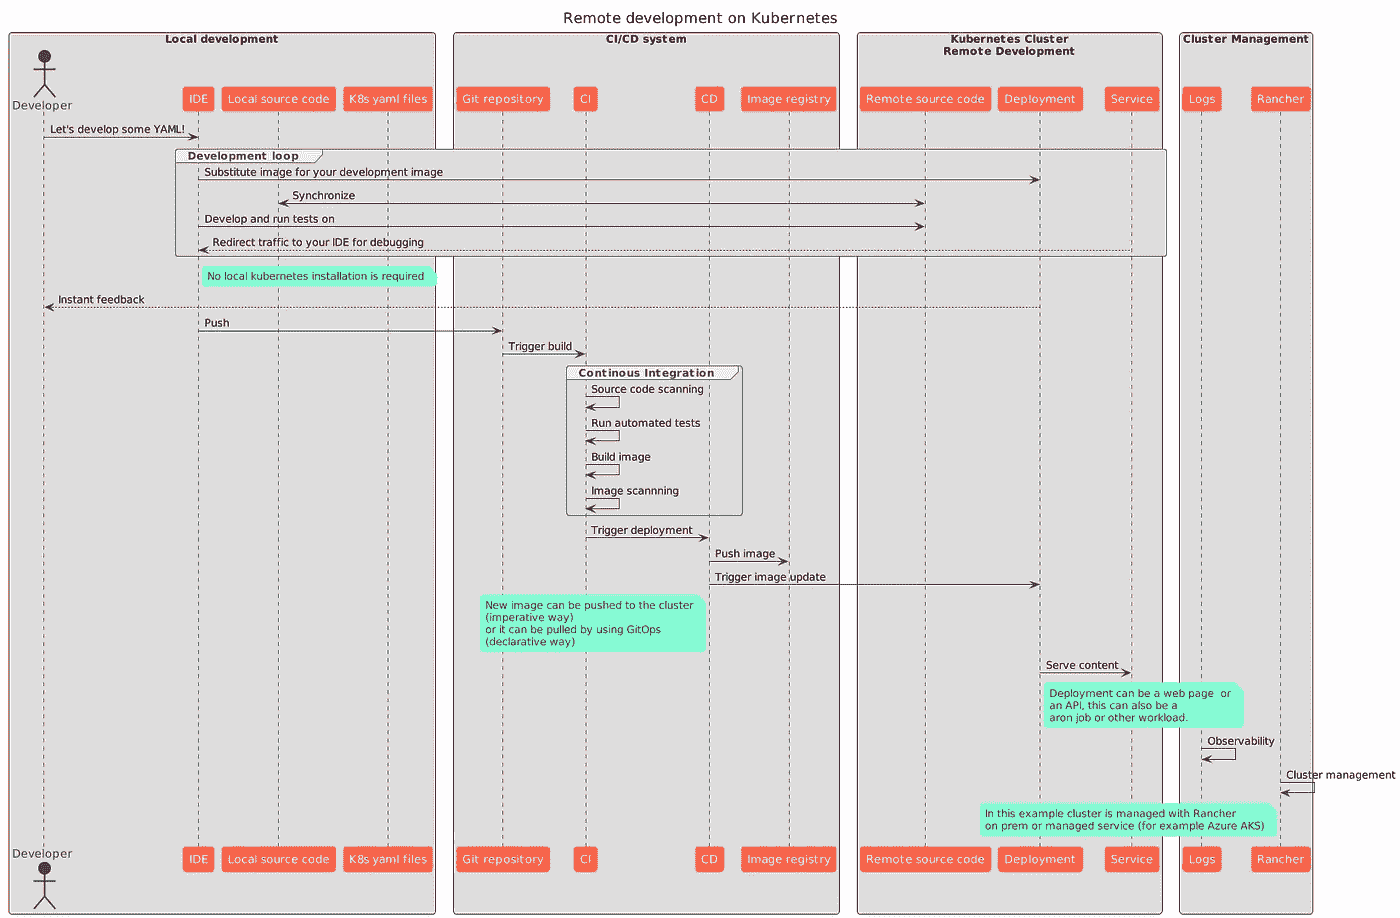 Remote development on Kubernetes
Local development
CI/CD system
Kubernetes Cluster
Remote Development
Cluster Management
Developer
IDE
Local source code
K8s yaml files
Git repository
CI
CD
Image registry
Remote source code
Deployment
Service
Logs
Rancher
Let's develop some YAML!
Development loop
Substitute image for your development image
Synchronize
Develop and run tests on
Redirect traffic to your IDE for debugging
No local kubernetes installation is required
Instant feedback
Push
Trigger build
Continous Integration
Source code scanning
Run automated tests
Build image
Image scannning
Trigger deployment
Push image
Trigger image update
New image can be pushed to the cluster
(imperative way)
or it can be pulled by using GitOps
(declarative way)
Serve content
Deployment can be a web page  or
an API, this can also be a
aron job or other workload.
Observability
Cluster management
In this example cluster is managed with Rancher
on prem or managed service (for example Azure AKS)
Developer
IDE
Local source code
K8s yaml files
Git repository
CI
CD
Image registry
Remote source code
Deployment
Service
Logs
Rancher